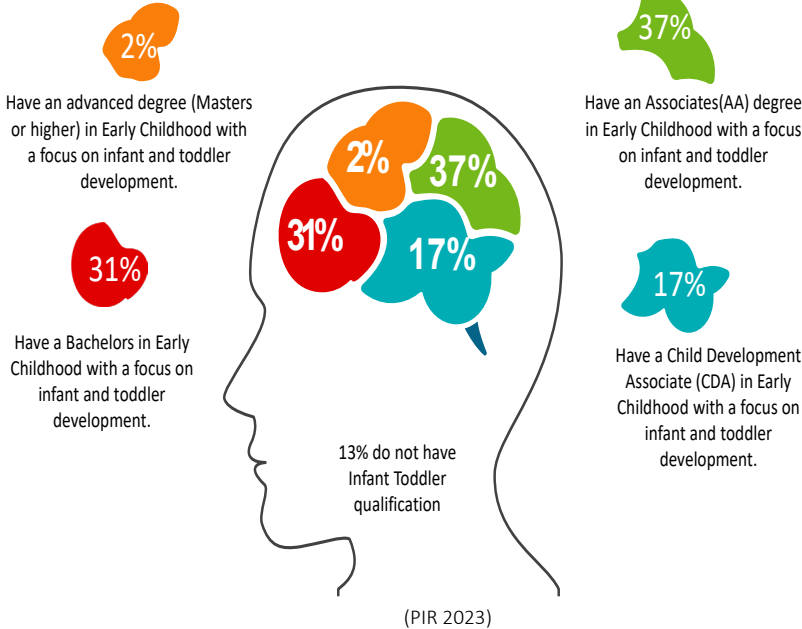 2%
Have an advanced degree (Masters
or higher) in Early Childhood with
a focus on infant and toddler
development.
31%
Have a Bachelors in Early
Childhood with a focus on
infant and toddler
development.
2%
37%
31%
17%
13% do not have
Infant Toddler
qualification
37%
Have an Associates(AA) degree
in Early Childhood with a focus
on infant and toddler
development.
17%
Have a Child Development
Associate (CDA) in Early
Childhood with a focus on
infant and toddler
development.
(PIR 2023)